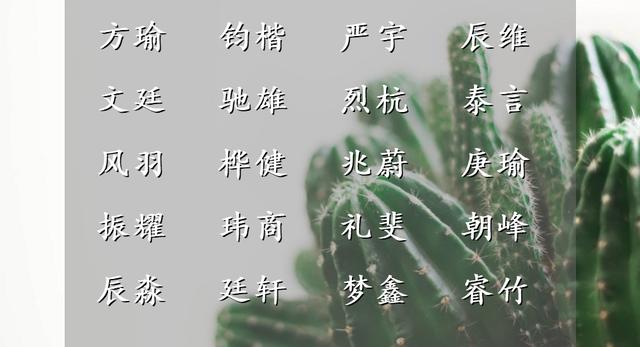 方瑜 钧楷 严宇 辰维
文廷 驰雄 烈杭 泰言
风羽 桦健 兆蔚 庚瑜
振耀 玮商 礼斐 朝峰
辰淼 廷轩 梦鑫 睿竹